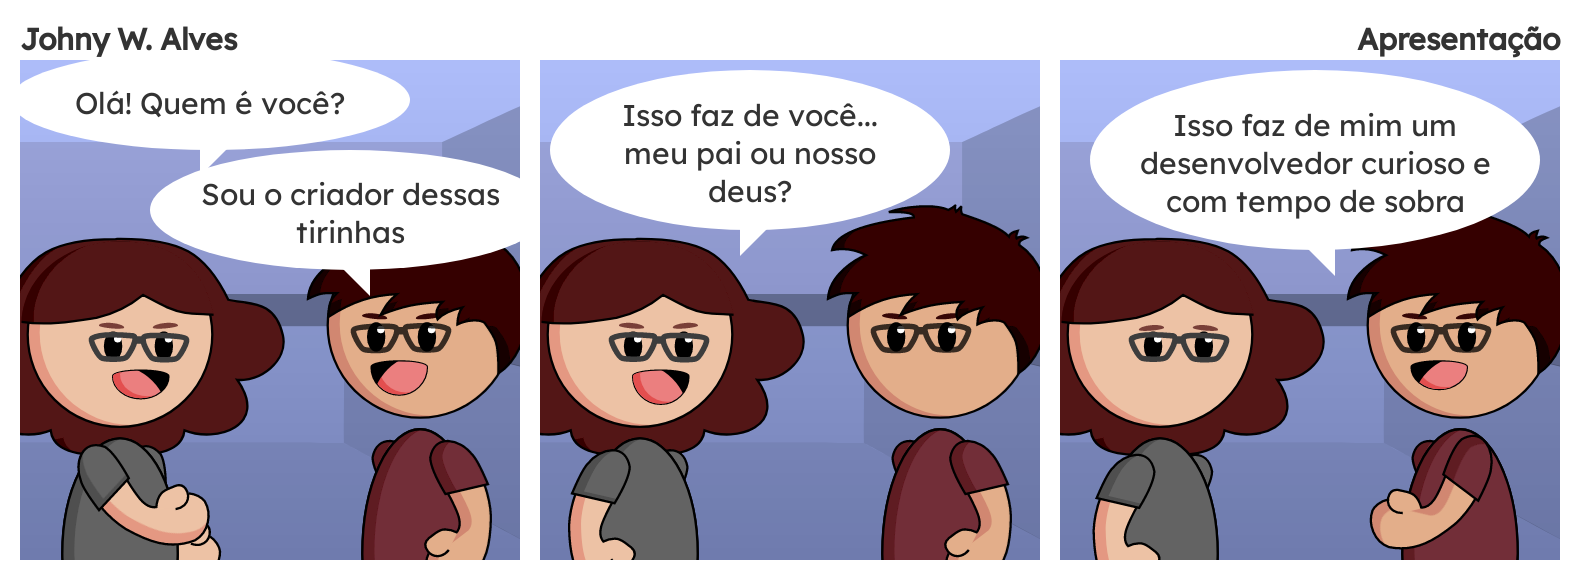 Johny W. Alves
Apresentação
Olá! Quem é você?
Sou o criador dessas
tirinhas
Isso faz de você...
meu pai ou nosso
deus?
Isso faz de mim um
desenvolvedor curioso e
com tempo de sobra